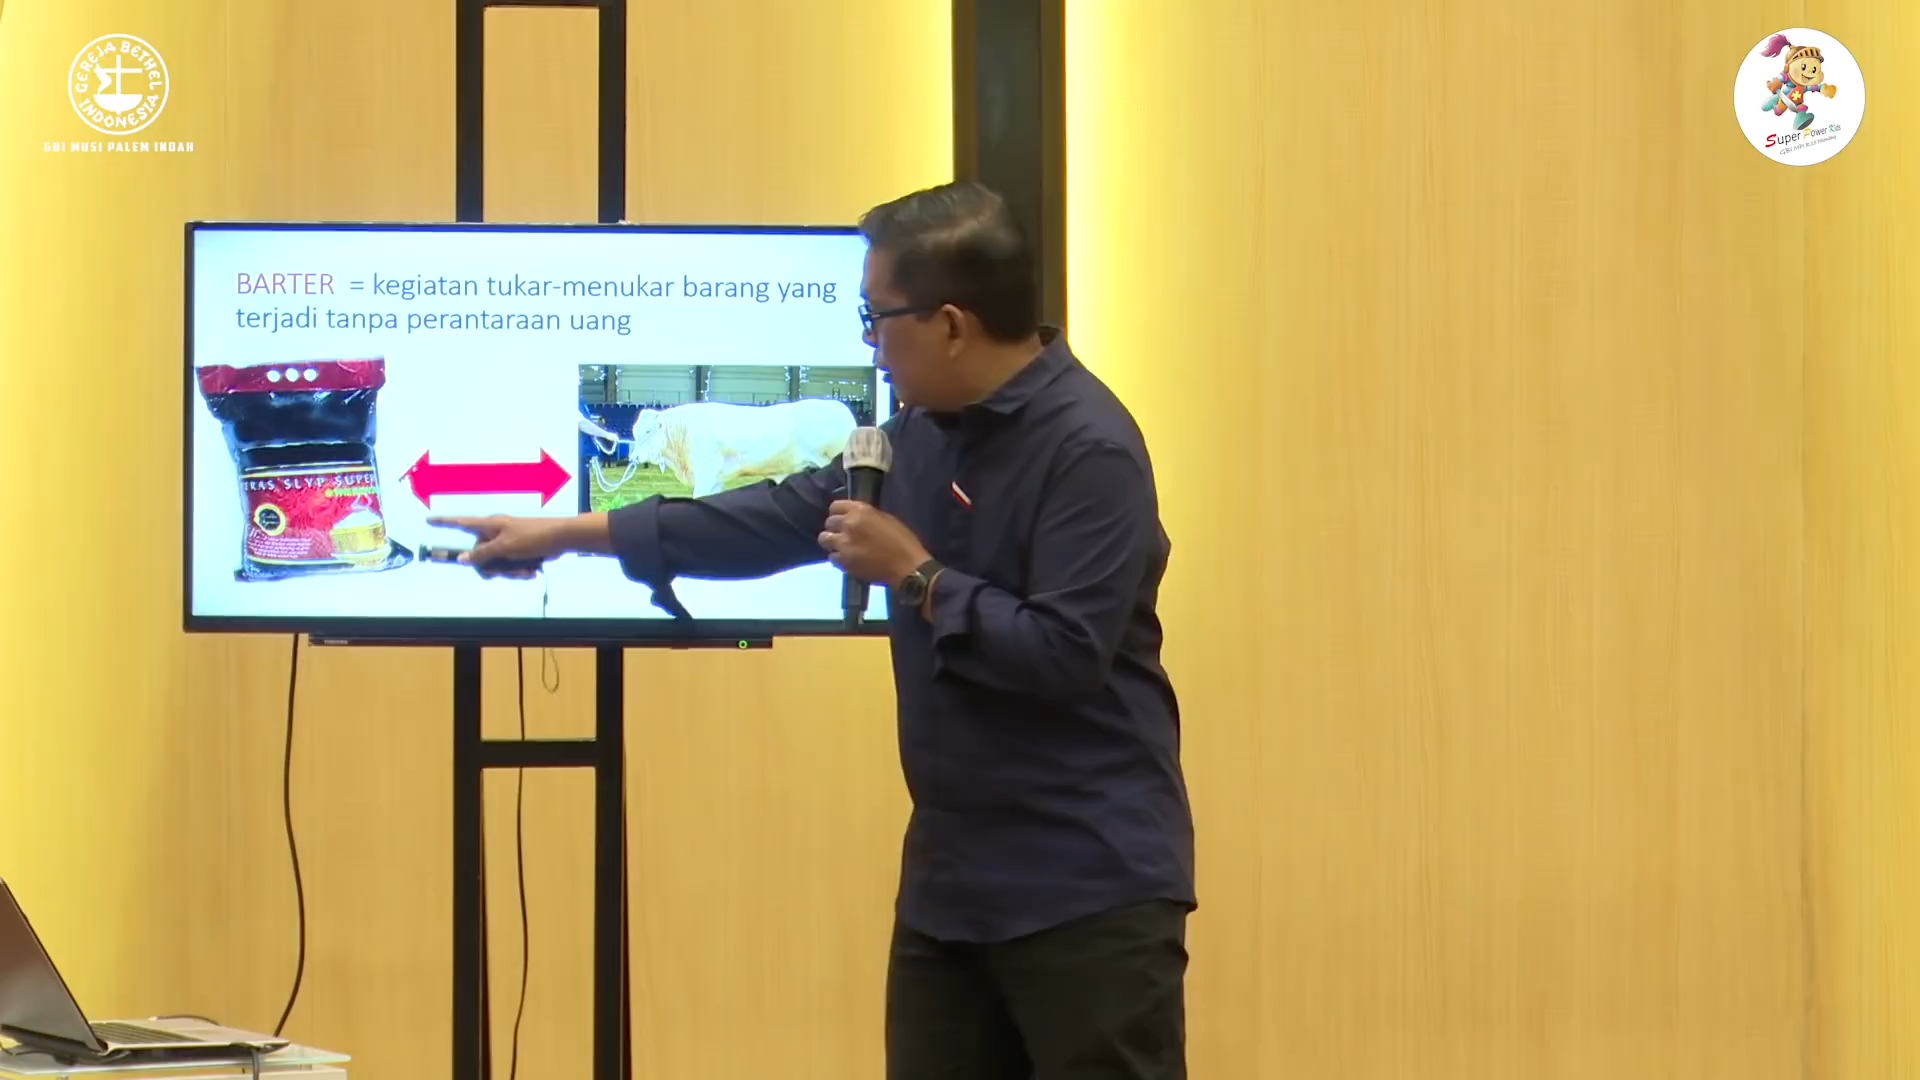 GEREJA BETHEL INDONESIA
GBI MUSI PALEM INDAH
Super Power Kids
BARTER = kegiatan tukar-menukar barang yang
terjadi tanpa perantaraan uang
SLYP SUPER